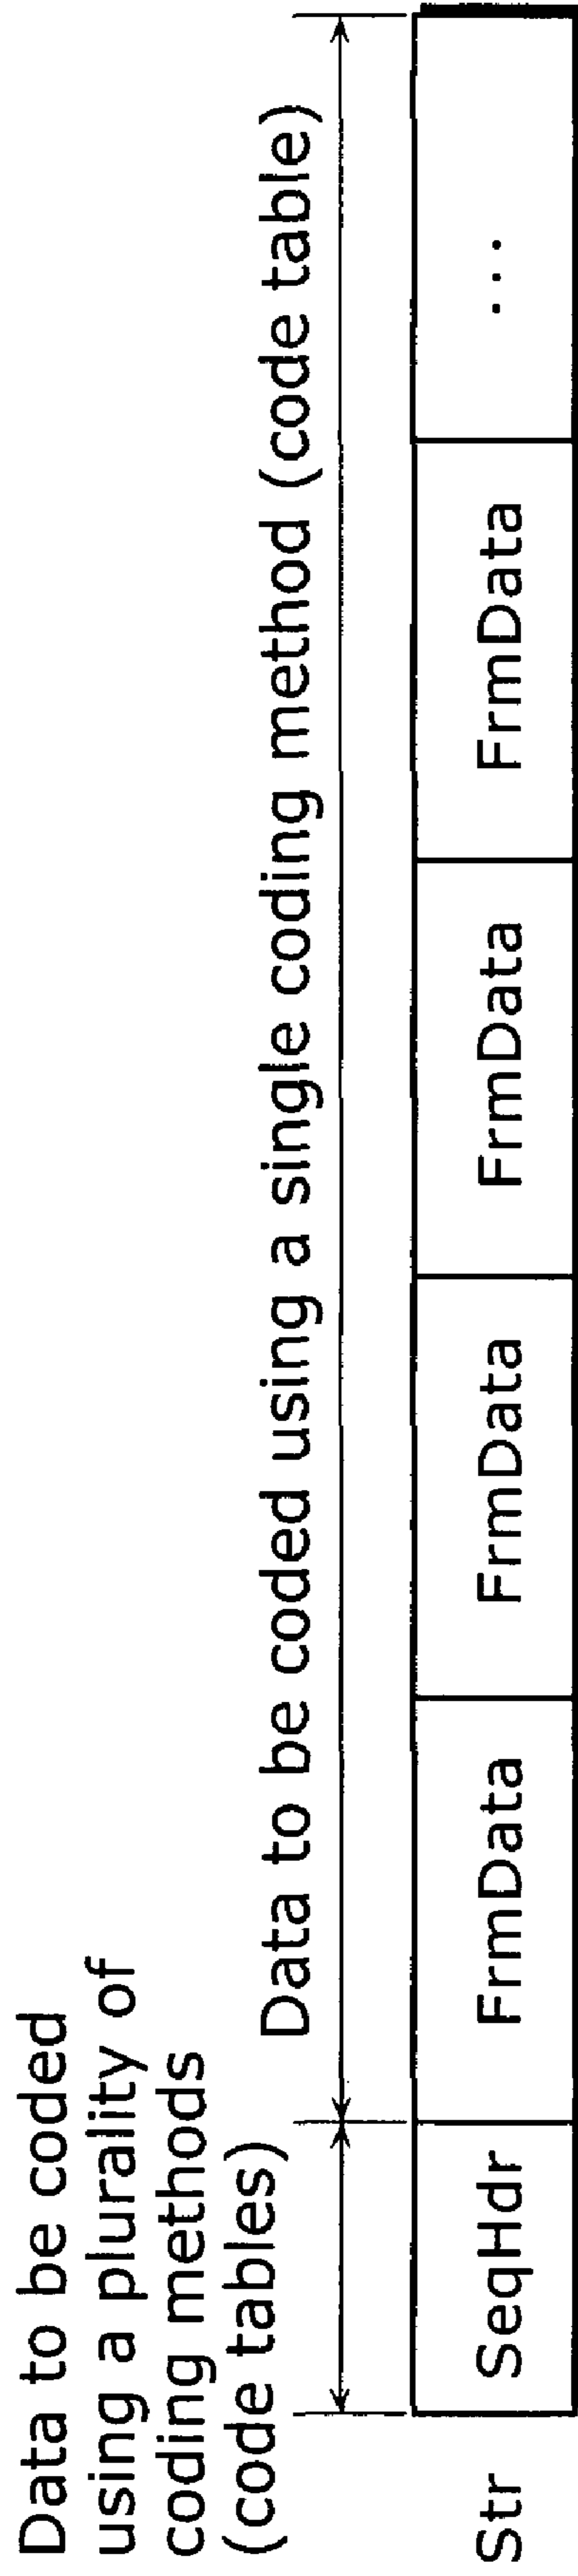 Data to be coded
using a plurality of
coding methods
(code tables)
Data to be coded using a single coding method (code table)
Str SeqHdr FrmData FrmData FrmData FrmData ...